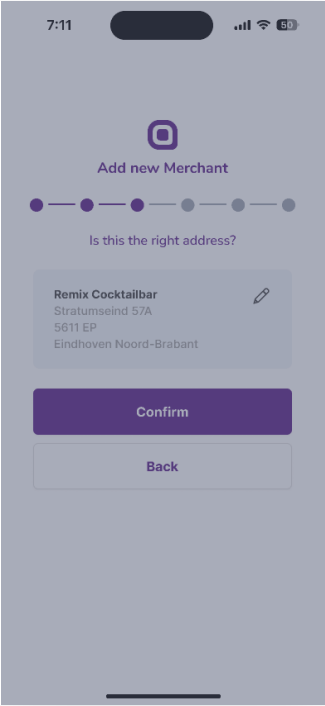 7:11
50
Add new Merchant
Is this the right address?
Remix Cocktailbar
Stratumseind 57A
5611 EP
Eindhoven Noord-Brabant
Confirm
Back